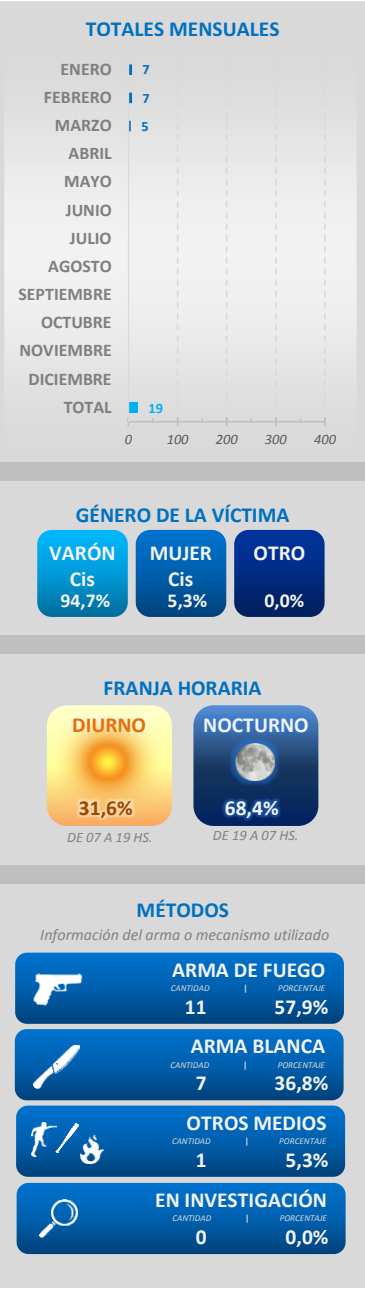 TOTALES MENSUALES
ENERO 7
FEBRERO 7
MARZO 5
ABRIL
MAYO
JUNIO
JULIO
AGOSTO
SEPTIEMBRE
OCTUBRE
NOVIEMBRE
DICIEMBRE
TOTAL 19
0 100 200 300 400
GÉNERO DE LA VÍCTIMA
VARÓN MUJER OTRO
Cis Cis
94,7% 5,3% 0,0%
FRANJA HORARIA
DIURNO NOCTURNO
31,6% 68,4%
DE 07 A 19 HS. DE 19 A 07 HS.
MÉTODOS
Información del arma o mecanismo utilizado
ARMA DE FUEGO
CANTIDAD | PORCENTAJE
11 57,9%
ARMA BLANCA
CANTIDAD | PORCENTAJE
7 36,8%
OTROS MEDIOS
CANTIDAD | PORCENTAJE
1 5,3%
EN INVESTIGACIÓN
CANTIDAD | PORCENTAJE
0 0,0%